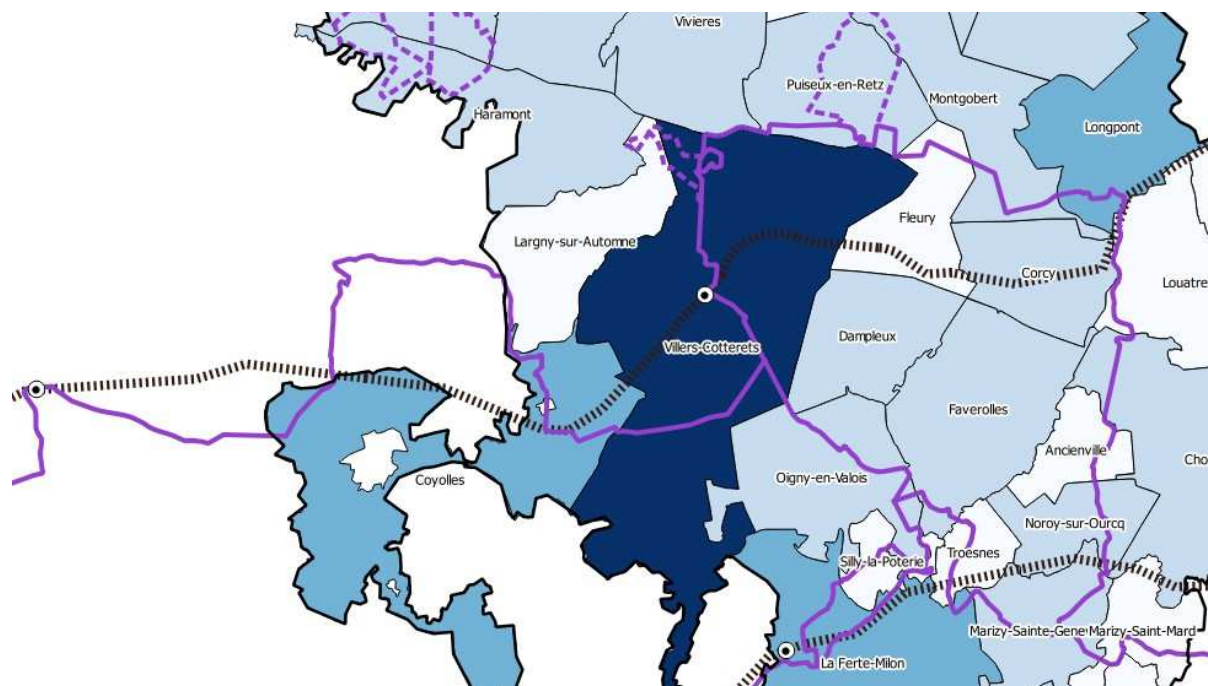 Vivieres
Puiseux-en-Retz
Montgobert
Haramont
Longpont
Fleury
Largny-sur-Automne
Corcy
Louatre
Dampleux
Villers-Cotterets
Faverolles
Ancienville
Cho
Coyolles
Oigny-en-Valois
Noroy-sur-Ourcq
Silly-la-Poterie
Troesnes
Marizy-Sainte-Gene
Marizy-Saint-Mard
La Ferte-Milon